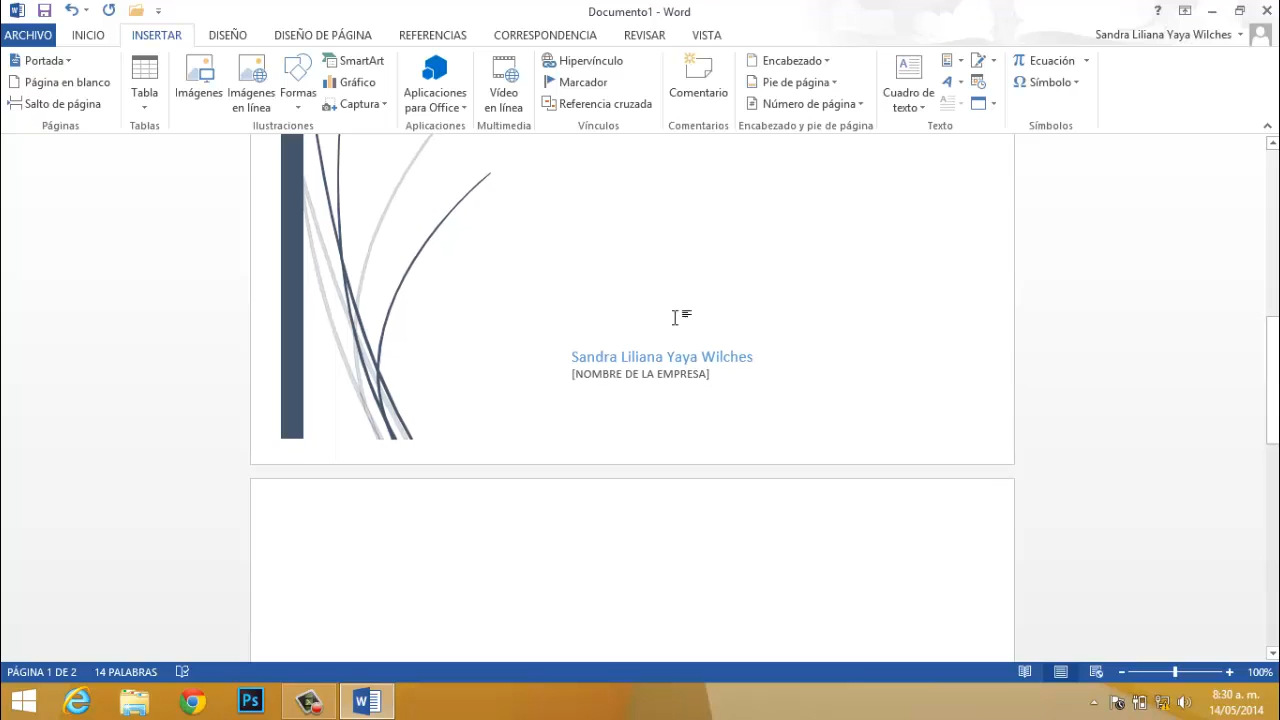 Documento1 - Word
ARCHIVO INICIO INSERTAR DISEÑO DISEÑO DE PÁGINA REFERENCIAS CORRESPONDENCIA REVISAR VISTA Sandra Liliana Yaya Wilches
Portada
Página en blanco
Salto de página
Páginas
Tabla
Tablas
Imágenes
Imágenes en línea
Formas
SmartArt
Gráfico
Captura
Ilustraciones
Aplicaciones para Office
Aplicaciones
Vídeo en línea
Multimedia
Hipervínculo
Marcador
Referencia cruzada
Vínculos
Comentario
Comentarios
Encabezado
Pie de página
Número de página
Encabezado y pie de página
Cuadro de texto
Texto
Ecuación
Símbolo
Símbolos
Sandra Liliana Yaya Wilches
[NOMBRE DE LA EMPRESA]
PÁGINA 1 DE 2 14 PALABRAS 100%
Ps
8:30 a. m.
14/05/2014